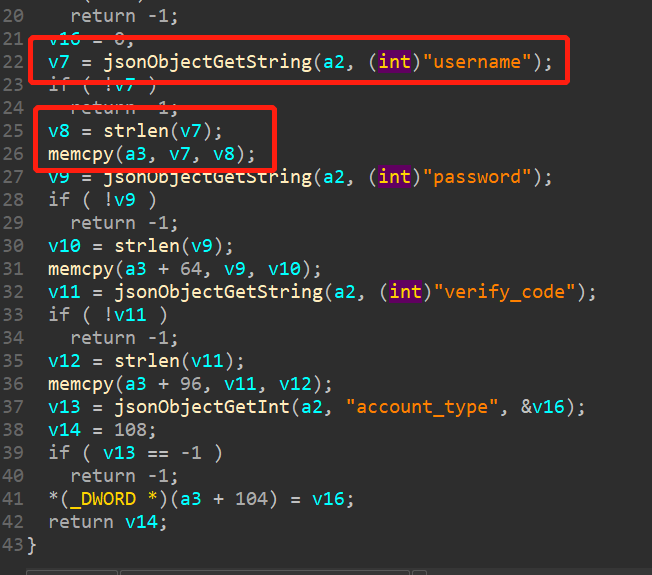 20 return -1;
21 v16 = 0;
22 v7 = jsonObjectGetString(a2, (int)"username");
23 if ( !v7 )
24 return -1;
25 v8 = strlen(v7);
26 memcpy(a3, v7, v8);
27 v9 = jsonObjectGetString(a2, (int)"password");
28 if ( !v9 )
29 return -1;
30 v10 = strlen(v9);
31 memcpy(a3 + 64, v9, v10);
32 v11 = jsonObjectGetString(a2, (int)"verify_code");
33 if ( !v11 )
34 return -1;
35 v12 = strlen(v11);
36 memcpy(a3 + 96, v11, v12);
37 v13 = jsonObjectGetInt(a2, "account_type", &v16);
38 v14 = 108;
39 if ( v13 == -1 )
40 return -1;
41 *(_DWORD *)(a3 + 104) = v16;
42 return v14;
43 }